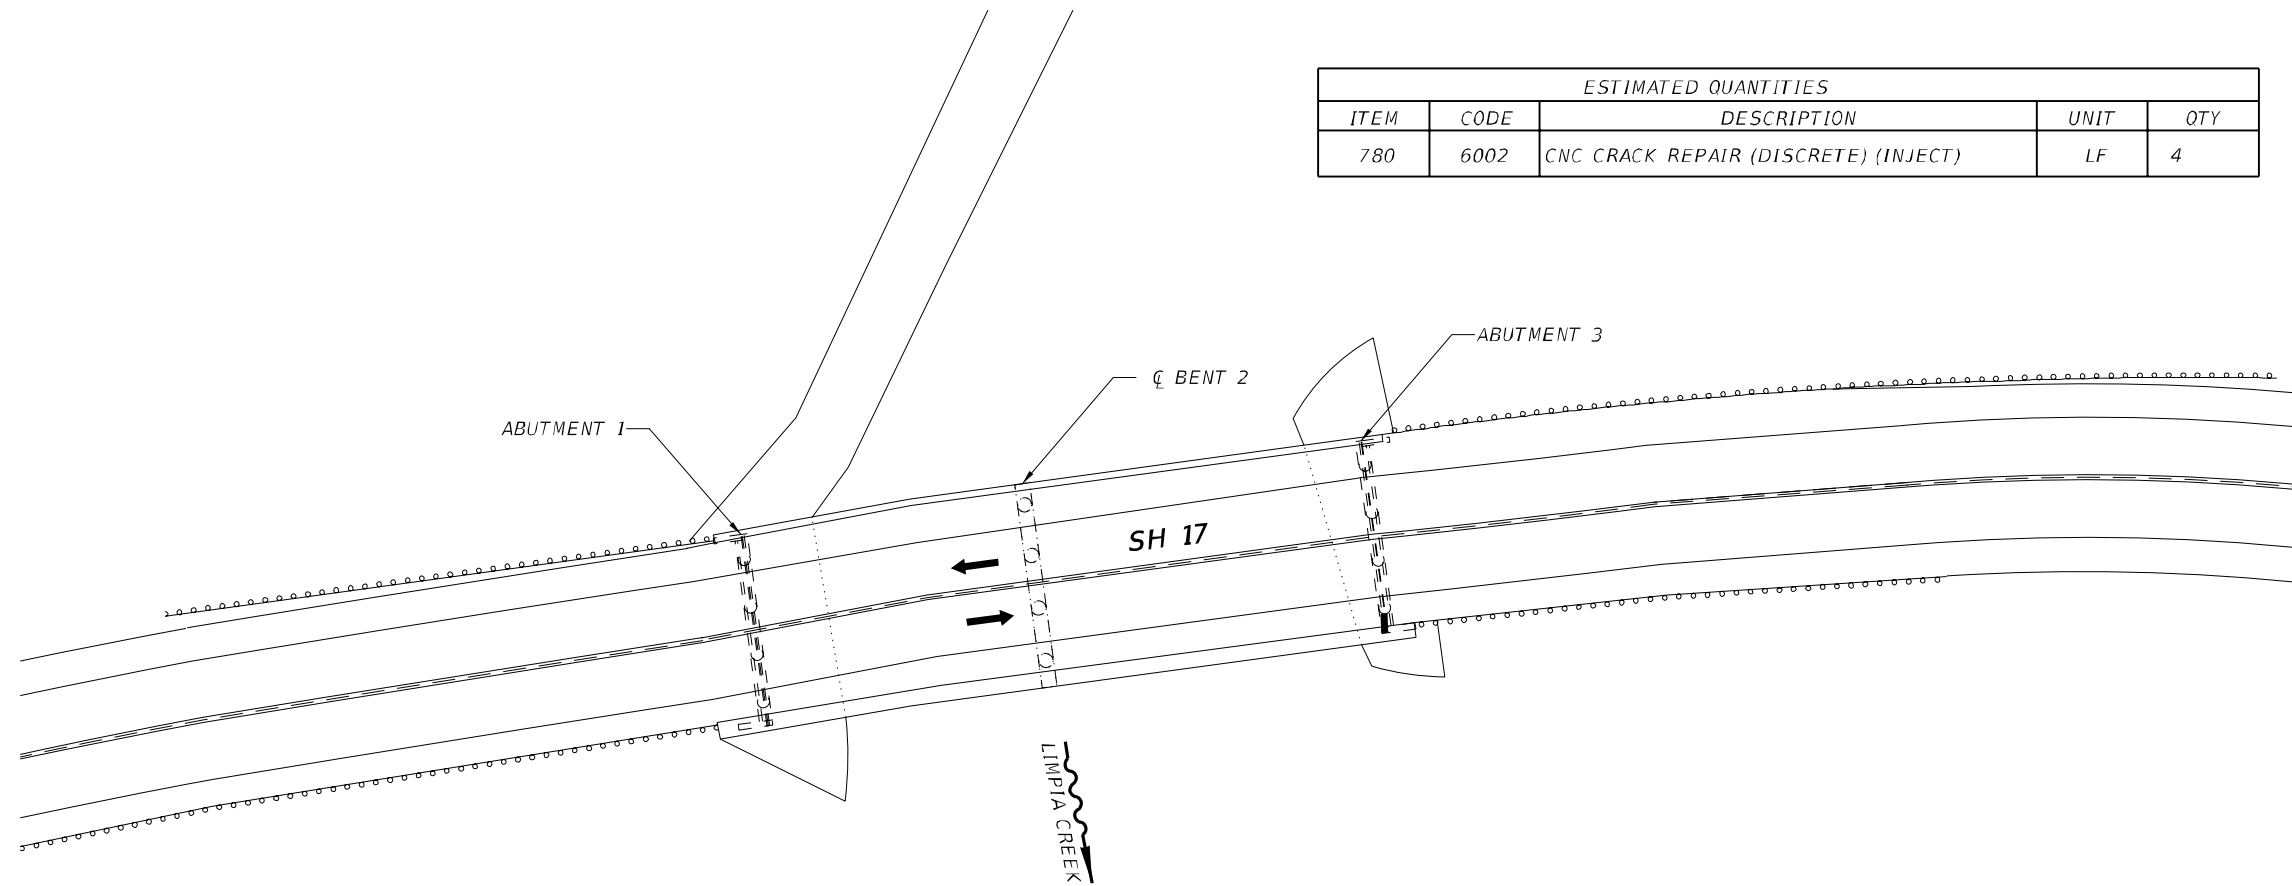 ESTIMATED QUANTITIES
ITEM CODE DESCRIPTION UNIT QTY
780 6002 CNC CRACK REPAIR (DISCRETE) (INJECT) LF 4
ABUTMENT 3
℄ BENT 2
ABUTMENT 1
SH 17
LIMPIA CREEK